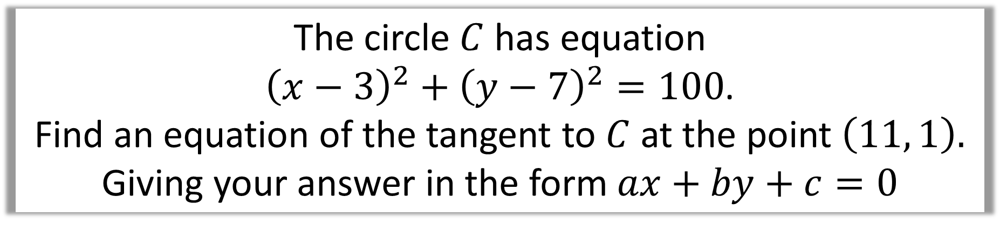 The circle C has equation
(x − 3)² + (y − 7)² = 100.
Find an equation of the tangent to C at the point (11, 1).
Giving your answer in the form ax + by + c = 0